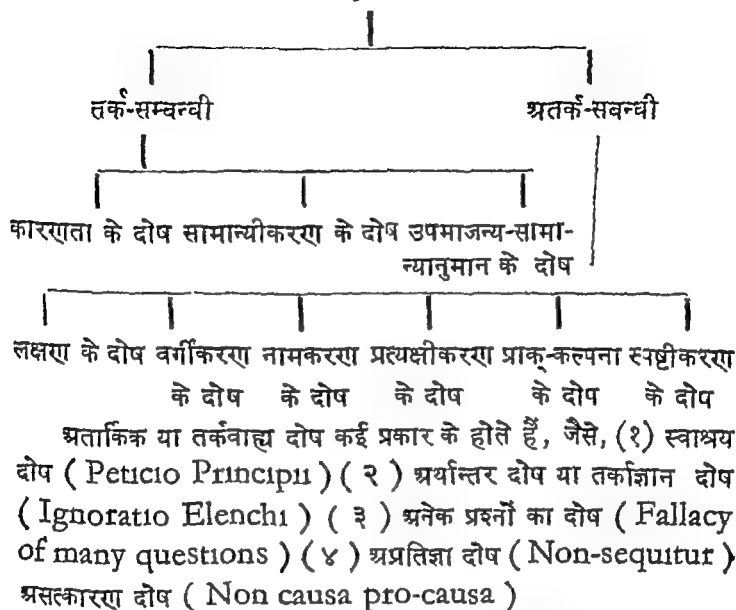 तर्क-सम्बन्धी अतर्क-सबन्धी
कारणता के दोष सामान्यीकरण के दोष उपमाजन्य-सामा-
न्यानुमान के दोष
लक्षण के दोष वर्गीकरण नामकरण प्रत्यक्षीकरण प्राक्-कल्पना स्पष्टीकरण
के दोष के दोष के दोष के दोष के दोष
अतार्किक या तर्कवाह्य दोष कई प्रकार के होते हैं, जैसे, (१) स्वाश्रय
दोष ( Peticio Principii ) ( २ ) अर्थान्तर दोष या तर्काज्ञान दोष
( Ignoratio Elenchi ) ( ३ ) अनेक प्रश्नों का दोष ( Fallacy
of many questions ) ( ४ ) अप्रतिज्ञा दोष ( Non-sequitur )
असत्कारण दोष ( Non causa pro-causa )